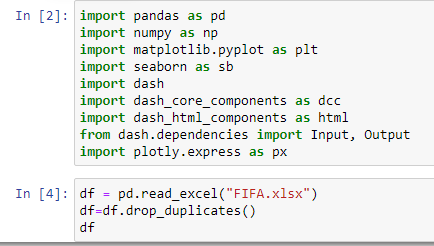 In [2]: import pandas as pd
import numpy as np
import matplotlib.pyplot as plt
import seaborn as sb
import dash
import dash_core_components as dcc
import dash_html_components as html
from dash.dependencies import Input, Output
import plotly.express as px
In [4]: df = pd.read_excel("FIFA.xlsx")
df=df.drop_duplicates()
df